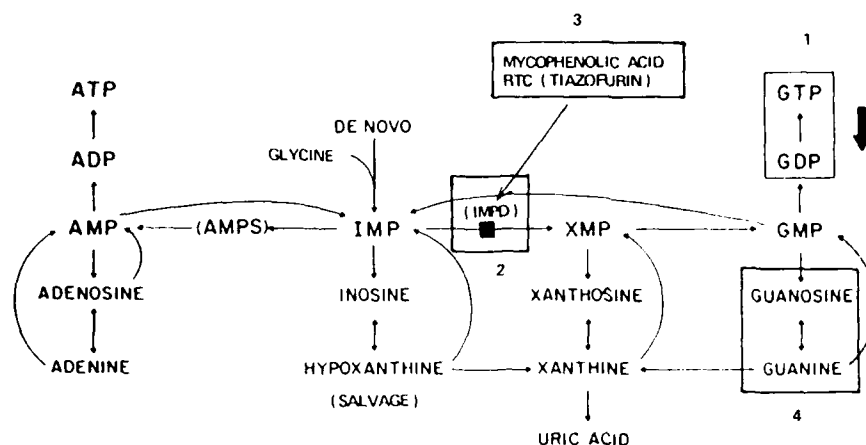 3
1
MYCOPHENOLIC ACID
RTC (TIAZOFURIN)
ATP
GTP
DE NOVO
ADP
GLYCINE
GDP
(IMPD)
AMP
(AMPS)
IMP
XMP
GMP
2
ADENOSINE
INOSINE
XANTHOSINE
GUANOSINE
ADENINE
HYPOXANTHINE
XANTHINE
GUANINE
(SALVAGE)
4
URIC ACID